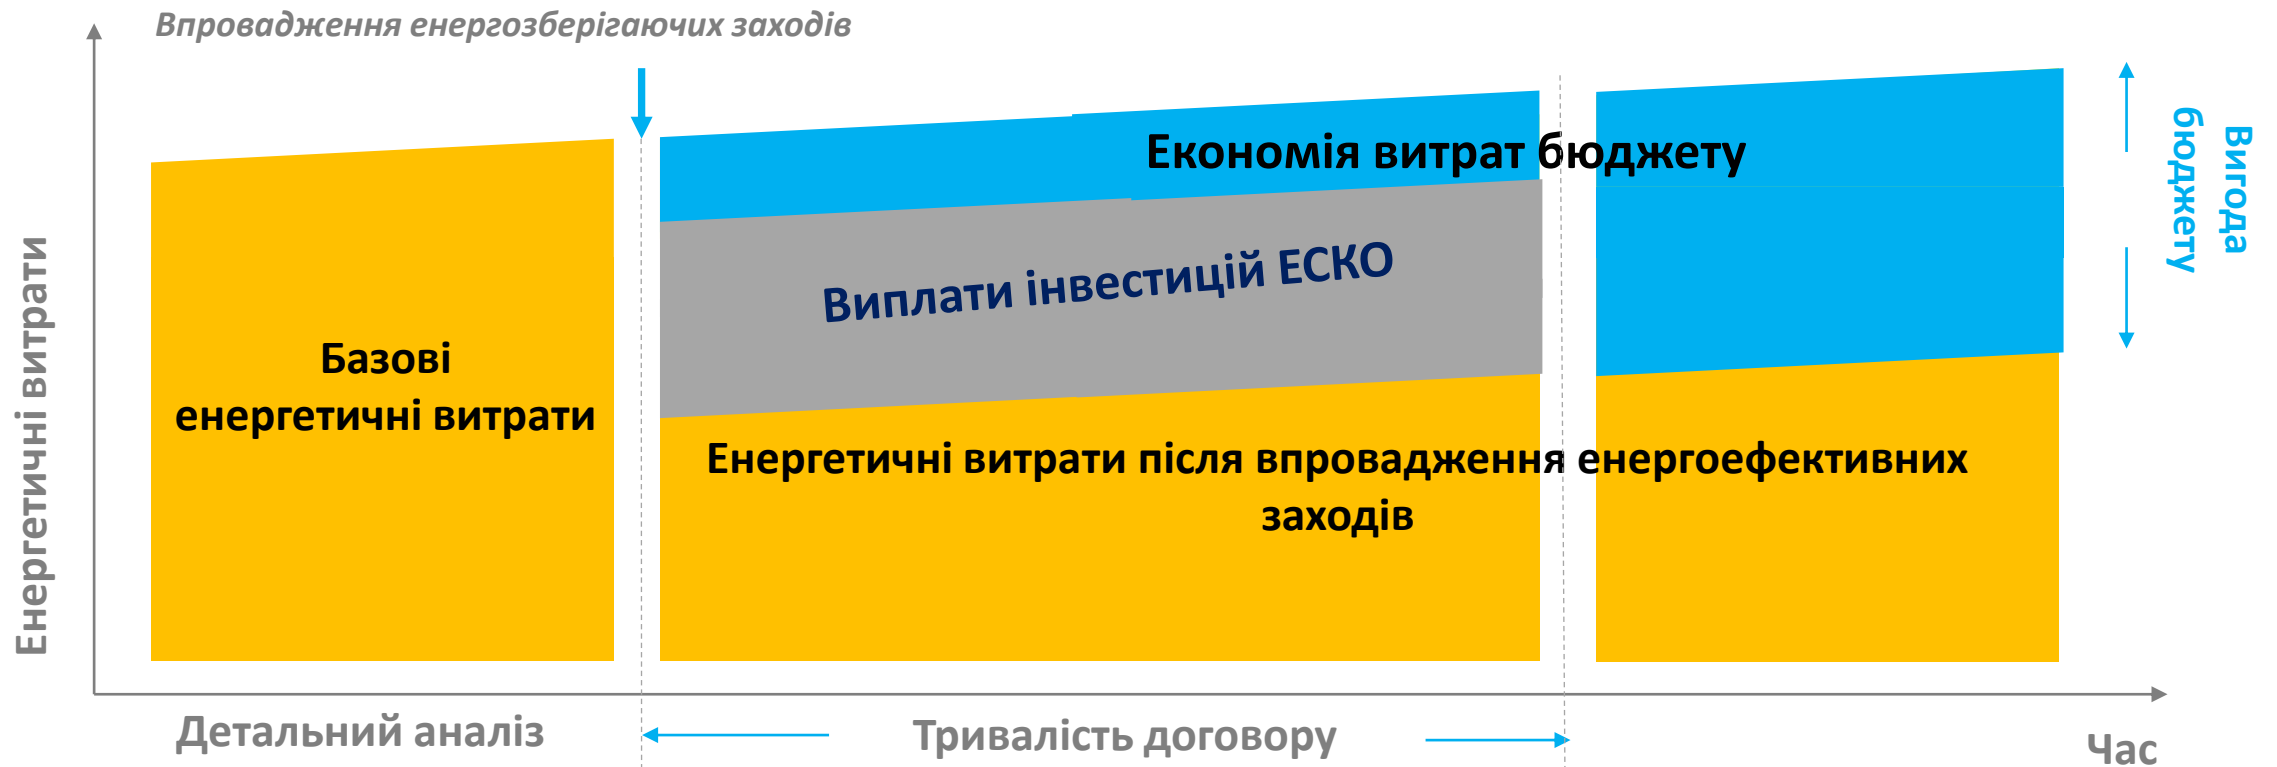 Впровадження енергозберігаючих заходів
Енергетичні витрати
Базові
енергетичні витрати
Економія витрат бюджету
Виплати інвестицій ЕСКО
Енергетичні витрати після впровадження енергоефективних
заходів
Вигода
бюджету
Детальний аналіз
Тривалість договору
Час